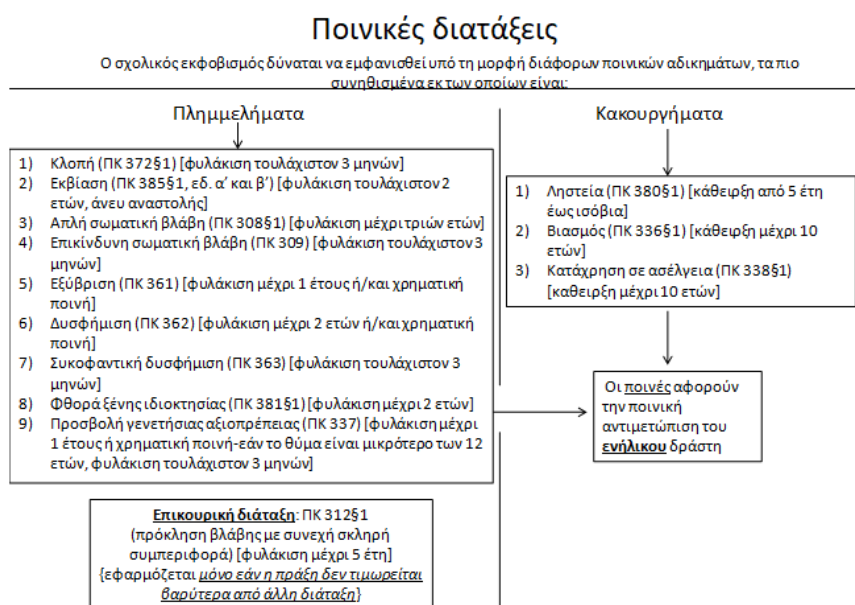 Ποινικές διατάξεις
Ο σχολικός εκφοβισμός δύναται να εμφανισθεί υπό τη μορφή διάφορων ποινικών αδικημάτων, τα πιο
συνηθισμένα εκ των οποίων είναι:
Πλημμελήματα
1) Κλοπή (ΠΚ 372§1) [φυλάκιση τουλάχιστον 3 μηνών]
2) Εκβίαση (ΠΚ 385§1, εδ. α’ και β’) [φυλάκιση τουλάχιστον 2
ετών, άνευ αναστολής]
3) Απλή σωματική βλάβη (ΠΚ 308§1) [φυλάκιση μέχρι τριών ετών]
4) Επικίνδυνη σωματική βλάβη (ΠΚ 309) [φυλάκιση τουλάχιστον 3
μηνών]
5) Εξύβριση (ΠΚ 361) [φυλάκιση μέχρι 1 έτους ή/και χρηματική
ποινή]
6) Δυσφήμιση (ΠΚ 362) [φυλάκιση μέχρι 2 ετών ή/και χρηματική
ποινή]
7) Συκοφαντική δυσφήμιση (ΠΚ 363) [φυλάκιση τουλάχιστον 3
μηνών]
8) Φθορά ξένης ιδιοκτησίας (ΠΚ 381§1) [φυλάκιση μέχρι 2 ετών]
9) Προσβολή γενετήσιας αξιοπρέπειας (ΠΚ 337) [φυλάκιση μέχρι
1 έτους ή χρηματική ποινή-εάν το θύμα είναι μικρότερο των 12
ετών, φυλάκιση τουλάχιστον 3 μηνών]
Επικουρική διάταξη: ΠΚ 312§1
(πρόκληση βλάβης με συνεχή σκληρή
συμπεριφορά) [φυλάκιση μέχρι 5 έτη]
{εφαρμόζεται μόνο εάν η πράξη δεν τιμωρείται
βαρύτερα από άλλη διάταξη}
Κακουργήματα
1) Ληστεία (ΠΚ 380§1) [κάθειρξη από 5 έτη
έως ισόβια]
2) Βιασμός (ΠΚ 336§1) [κάθειρξη μέχρι 10
ετών]
3) Κατάχρηση σε ασέλγεια (ΠΚ 338§1)
[καθειρξη μέχρι 10 ετών]
Οι ποινές αφορούν
την ποινική
αντιμετώπιση του
ενήλικου δράστη